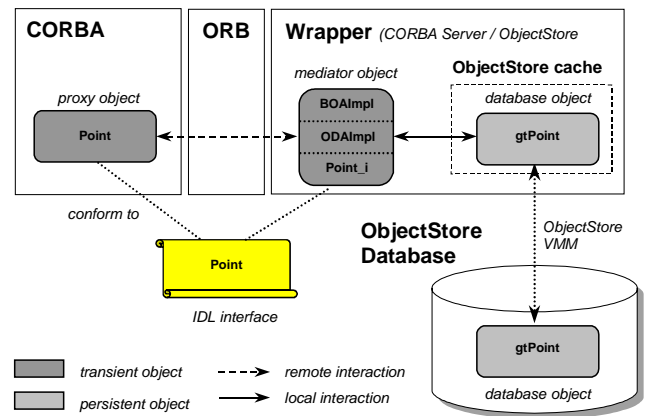 CORBA
ORB
Wrapper (CORBA Server / ObjectStore
mediator object
ObjectStore cache
proxy object
database object
BOAImpl
Point
ODAImpl
gtPoint
Point_i
conform to
ObjectStore
Database
ObjectStore
VMM
Point
IDL interface
gtPoint
database object
transient object
remote interaction
persistent object
local interaction